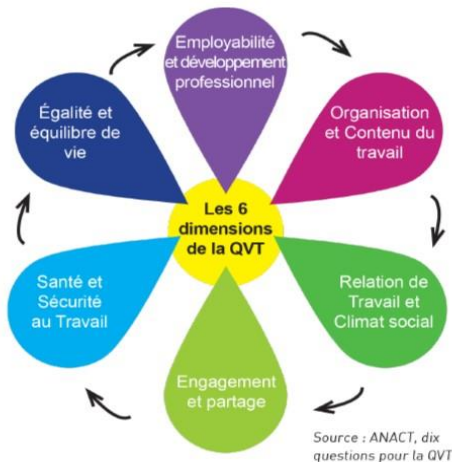 Employabilité
et développement
professionnel
Organisation
et Contenu du
travail
Relation de
Travail et
Climat social
Engagement
et partage
Santé et
Sécurité
au Travail
Égalité et
équilibre de
vie
Les 6
dimensions
de la QVT
Source : ANACT, dix
questions pour la QVT